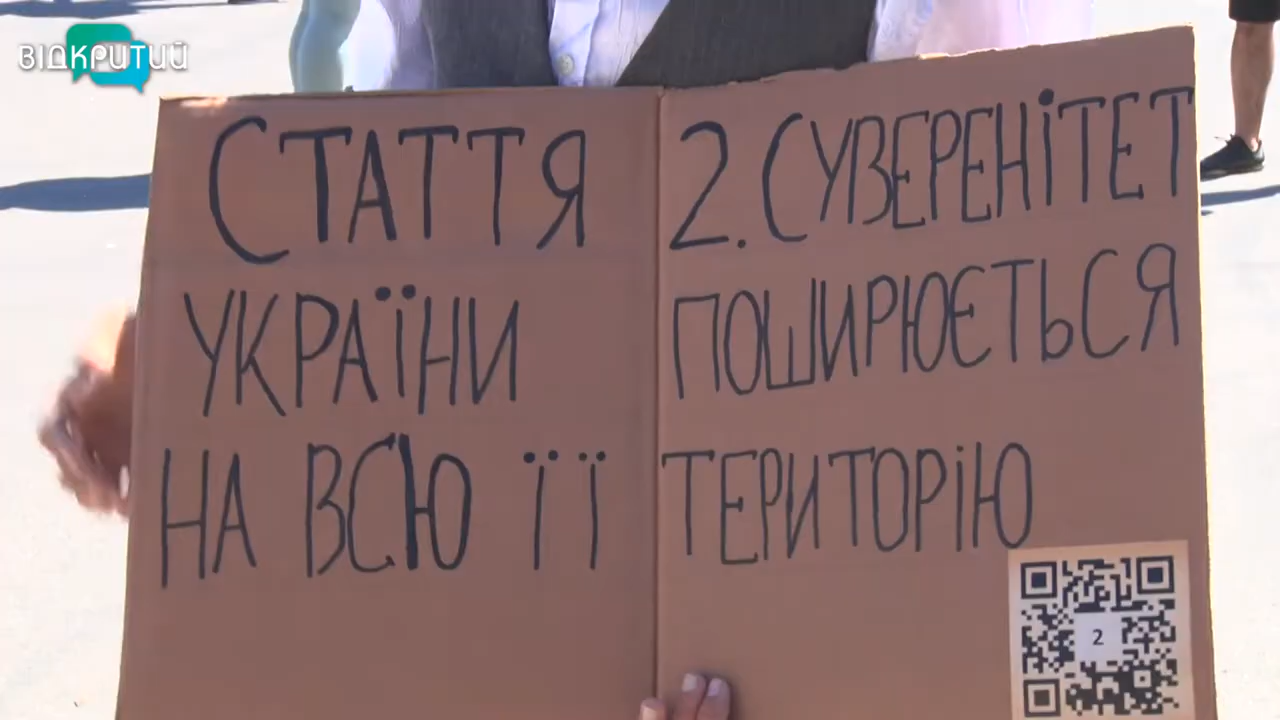 ВІДКРИТИЙ
СТАТТЯ 2. СУВЕРЕНІТЕТ
УКРАЇНИ ПОШИРЮЄТЬСЯ
НА ВСЮ ЇЇ ТЕРИТОРІЮ
2